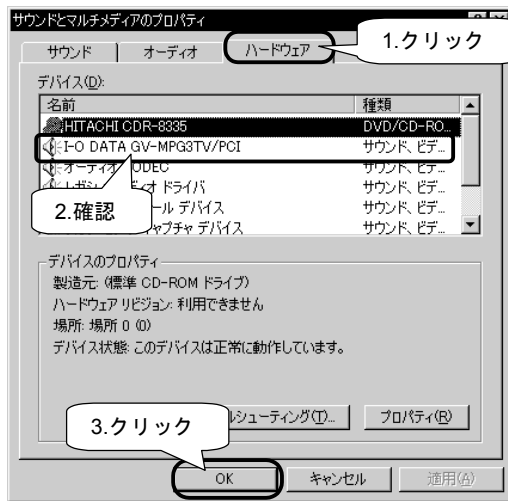 サウンドとマルチメディアのプロパティ
1.クリック
サウンド オーディオ ハードウェア
デバイス(D):
名前 種類
HITACHI CDR-8335 DVD/CD-RO...
I-O DATA GV-MPG3TV/PCI サウンド、ビデ...
オーディオ CODEC サウンド、ビデ...
ディオ ドライバ サウンド、ビデ...
2.確認
ール デバイス サウンド、ビデ...
ャプチャ デバイス サウンド、ビデ...
デバイスのプロパティ
製造元: (標準 CD-ROM ドライブ)
ハードウェア リビジョン: 利用できません
場所: 場所 0 (0)
デバイス状態: このデバイスは正常に動作しています。
3.クリック
ルシューティング(T)... プロパティ(R)
OK キャンセル 適用(A)